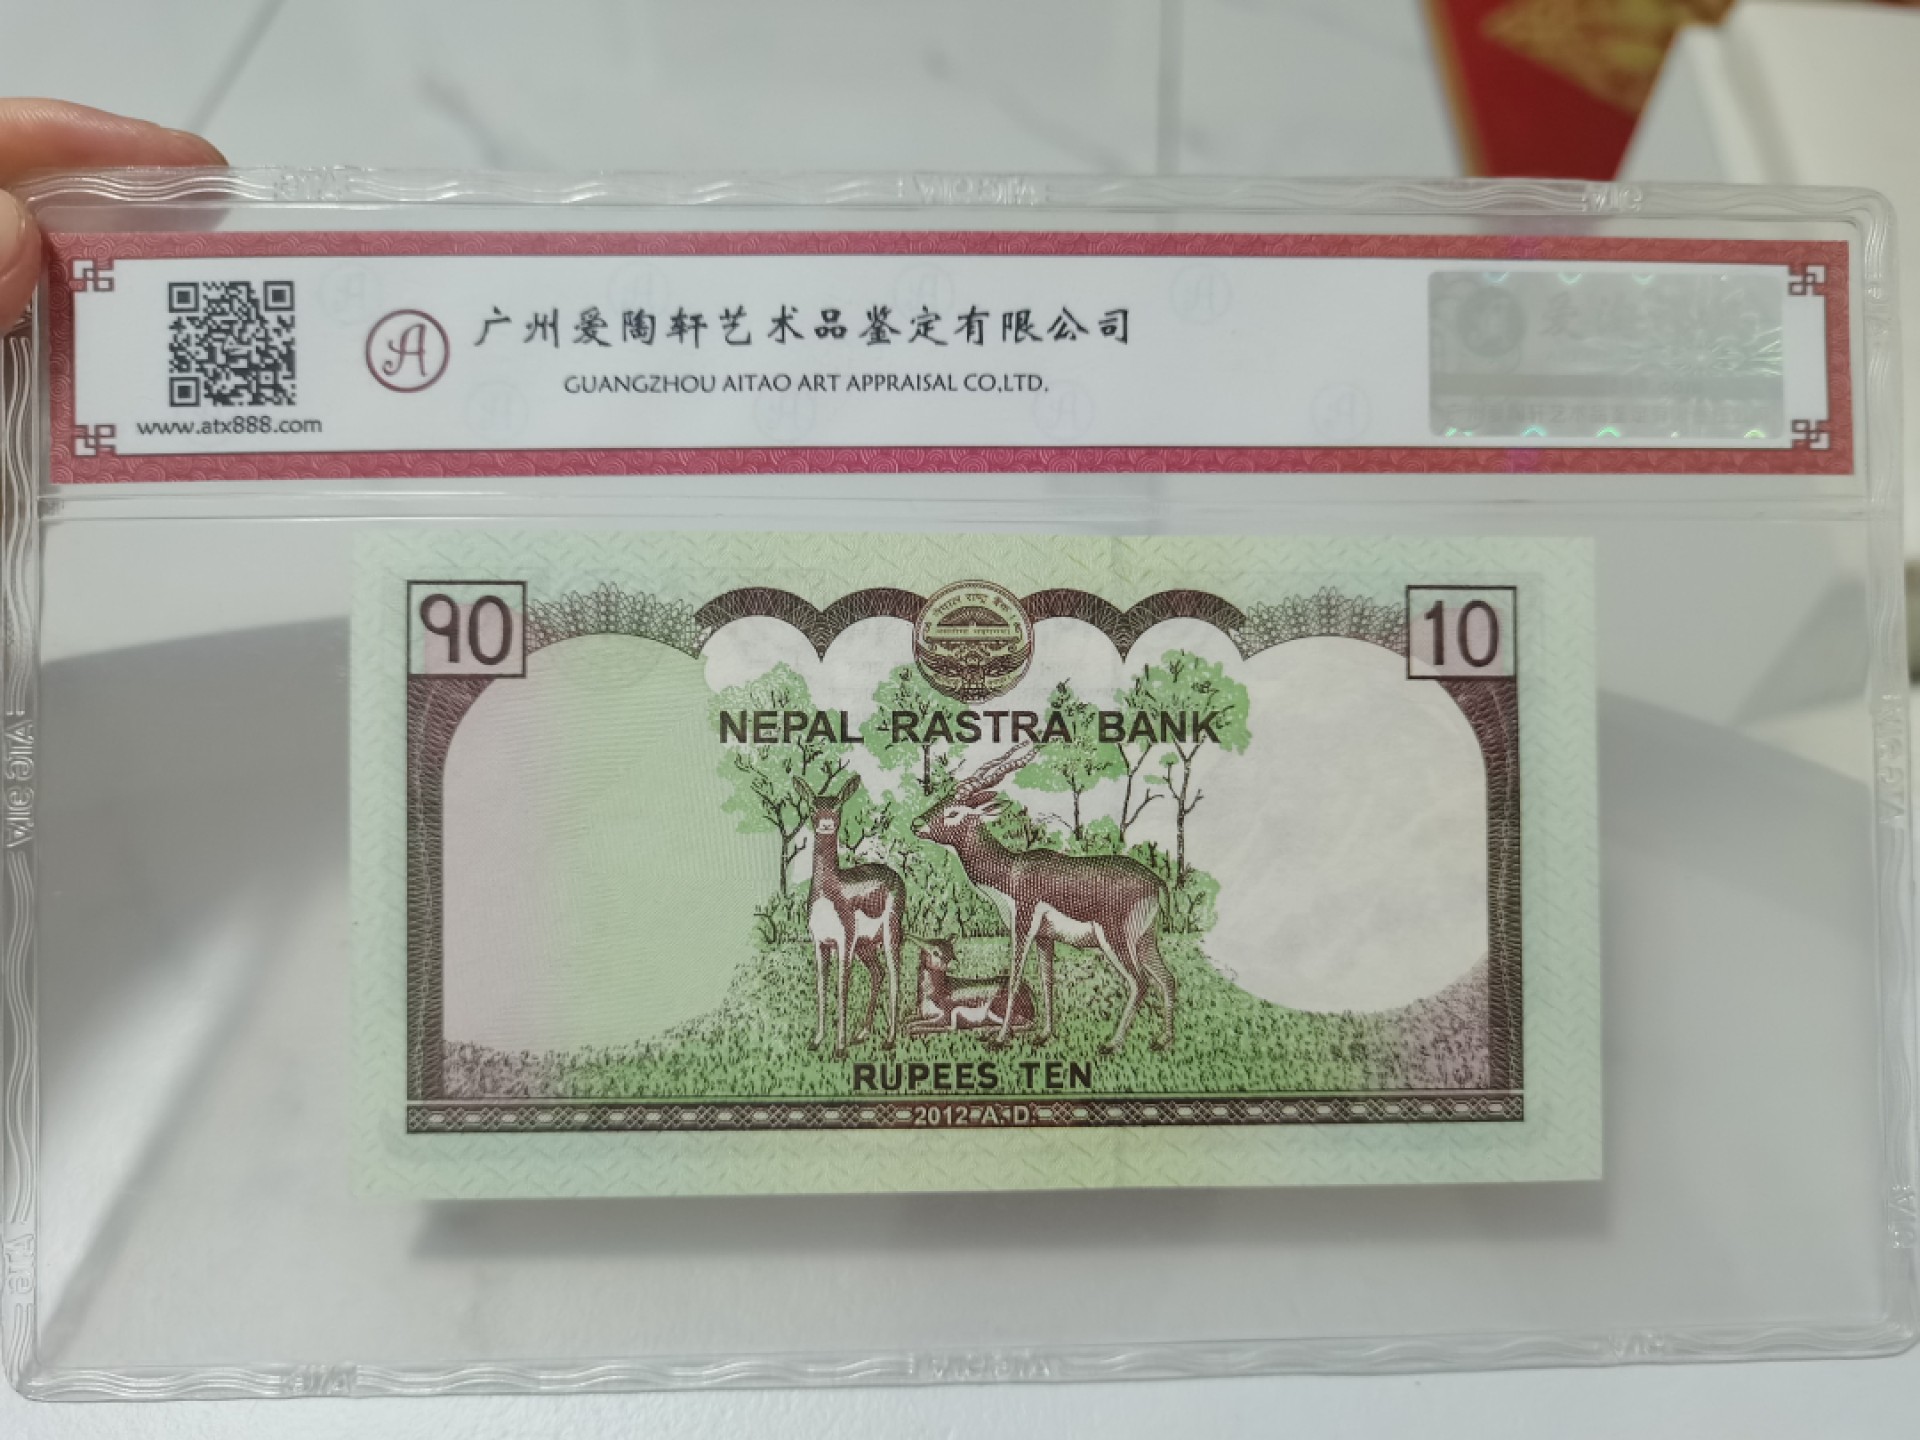 广州爱陶轩艺术品鉴定有限公司
GUANGZHOU AITAO ART APPRAISAL CO,LTD.
www.atx888.com
१० 10
NEPAL RASTRA BANK
RUPEES TEN
2012 A.D.